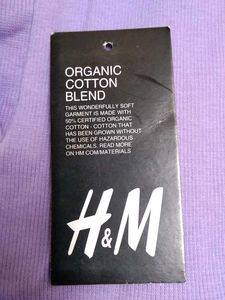 ORGANIC
COTTON
BLEND
THIS WONDERFULLY SOFT
GARMENT IS MADE WITH
50% CERTIFIED ORGANIC
COTTON - COTTON THAT
HAS BEEN GROWN WITHOUT
THE USE OF HAZARDOUS
CHEMICALS. READ MORE
ON HM.COM/MATERIALS
H&M